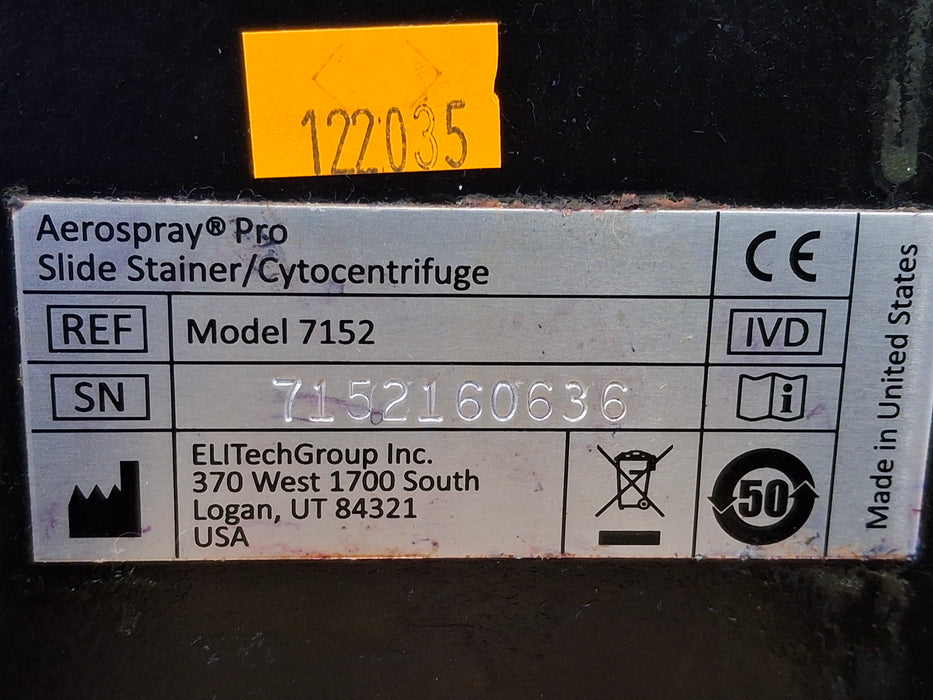 122035
Aerospray® Pro
Slide Stainer/Cytocentrifuge
CE
REF
Model 7152
IVD
SN
7152160636
i
ELITechGroup Inc.
370 West 1700 South
Logan, UT 84321
USA
50
Made in United States